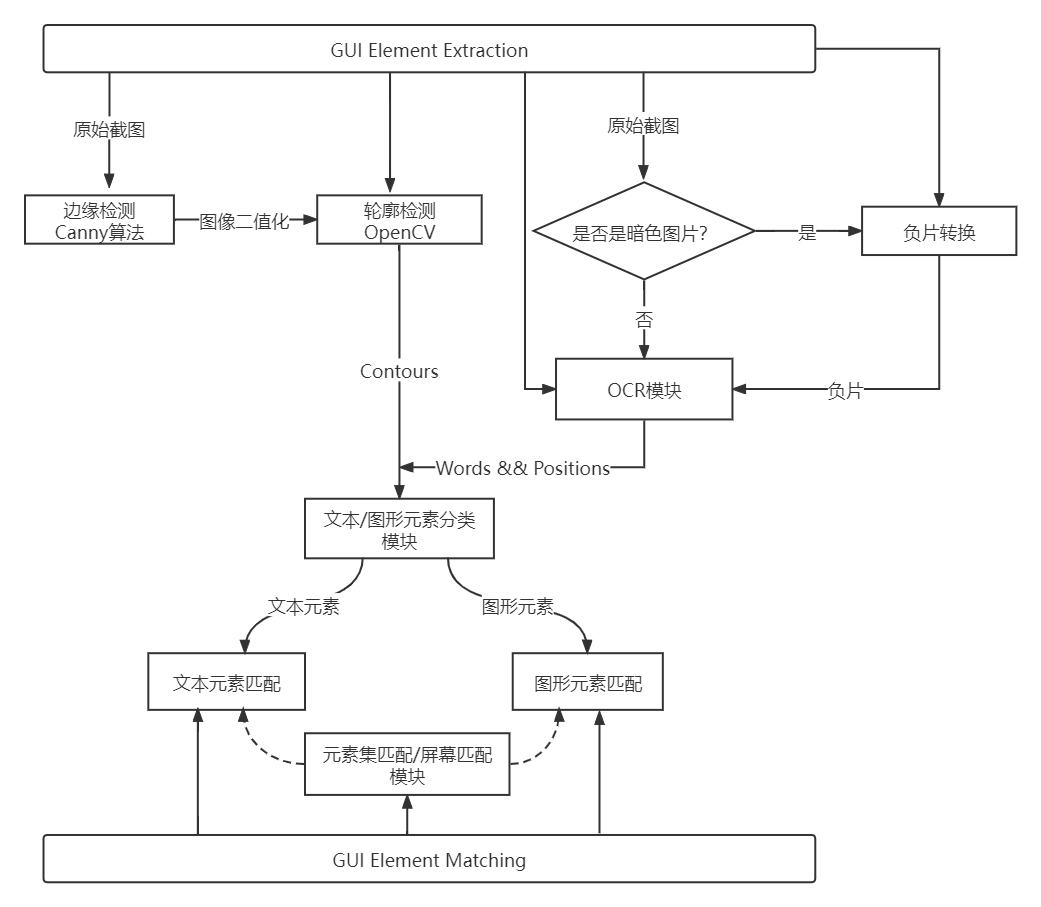 GUI Element Extraction
原始截图
原始截图
边缘检测
Canny算法
图像二值化
轮廓检测
OpenCV
是否是暗色图片?
是
负片转换
否
Contours
OCR模块
负片
Words && Positions
文本/图形元素分类
模块
文本元素
图形元素
文本元素匹配
图形元素匹配
元素集匹配/屏幕匹配
模块
GUI Element Matching